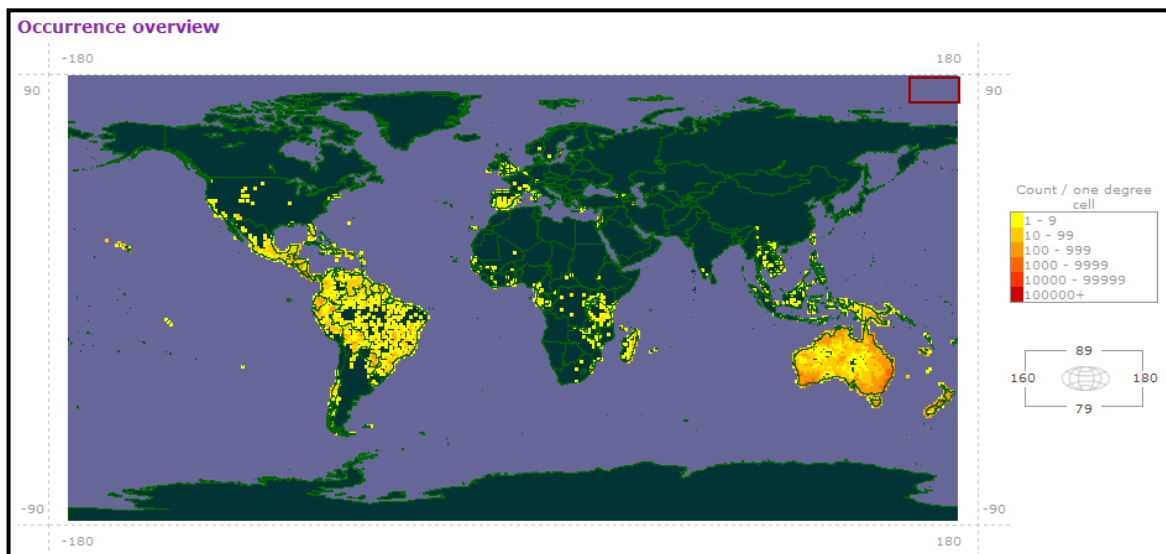 Occurrence overview
-180 180
90 90
Count / one degree
cell
1 - 9
10 - 99
100 - 999
1000 - 9999
10000 - 99999
100000+
89
160 180
79
-90 -90
-180 180